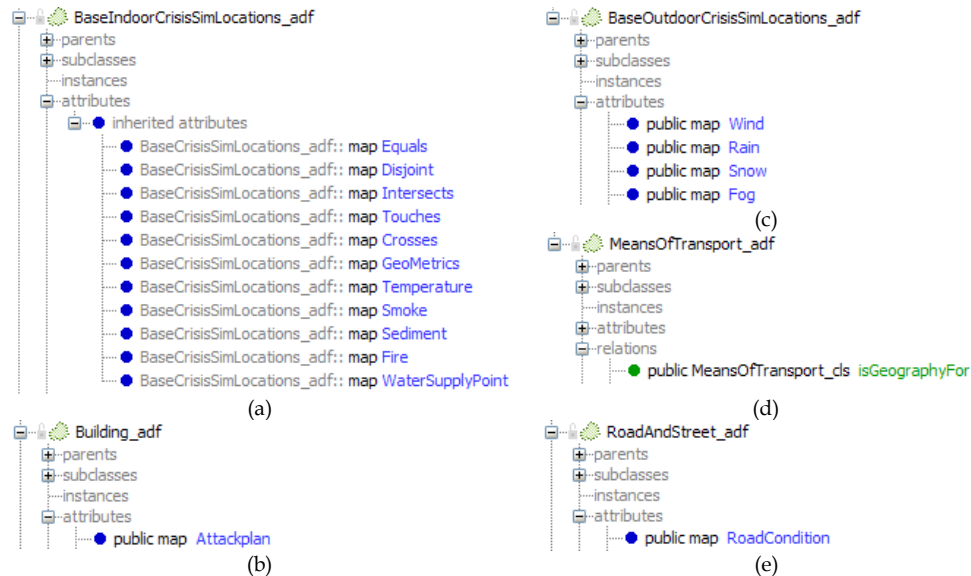 BaseIndoorCrisisSimLocations_adf
parents
subclasses
instances
attributes
inherited attributes
BaseCrisisSimLocations_adf:: map Equals
BaseCrisisSimLocations_adf:: map Disjoint
BaseCrisisSimLocations_adf:: map Intersects
BaseCrisisSimLocations_adf:: map Touches
BaseCrisisSimLocations_adf:: map Crosses
BaseCrisisSimLocations_adf:: map GeoMetrics
BaseCrisisSimLocations_adf:: map Temperature
BaseCrisisSimLocations_adf:: map Smoke
BaseCrisisSimLocations_adf:: map Sediment
BaseCrisisSimLocations_adf:: map Fire
BaseCrisisSimLocations_adf:: map WaterSupplyPoint
(a)
Building_adf
parents
subclasses
instances
attributes
public map Attackplan
(b)
BaseOutdoorCrisisSimLocations_adf
parents
subclasses
instances
attributes
public map Wind
public map Rain
public map Snow
public map Fog
(c)
MeansOfTransport_adf
parents
subclasses
instances
attributes
relations
public MeansOfTransport_cls isGeographyFor
(d)
RoadAndStreet_adf
parents
subclasses
instances
attributes
public map RoadCondition
(e)